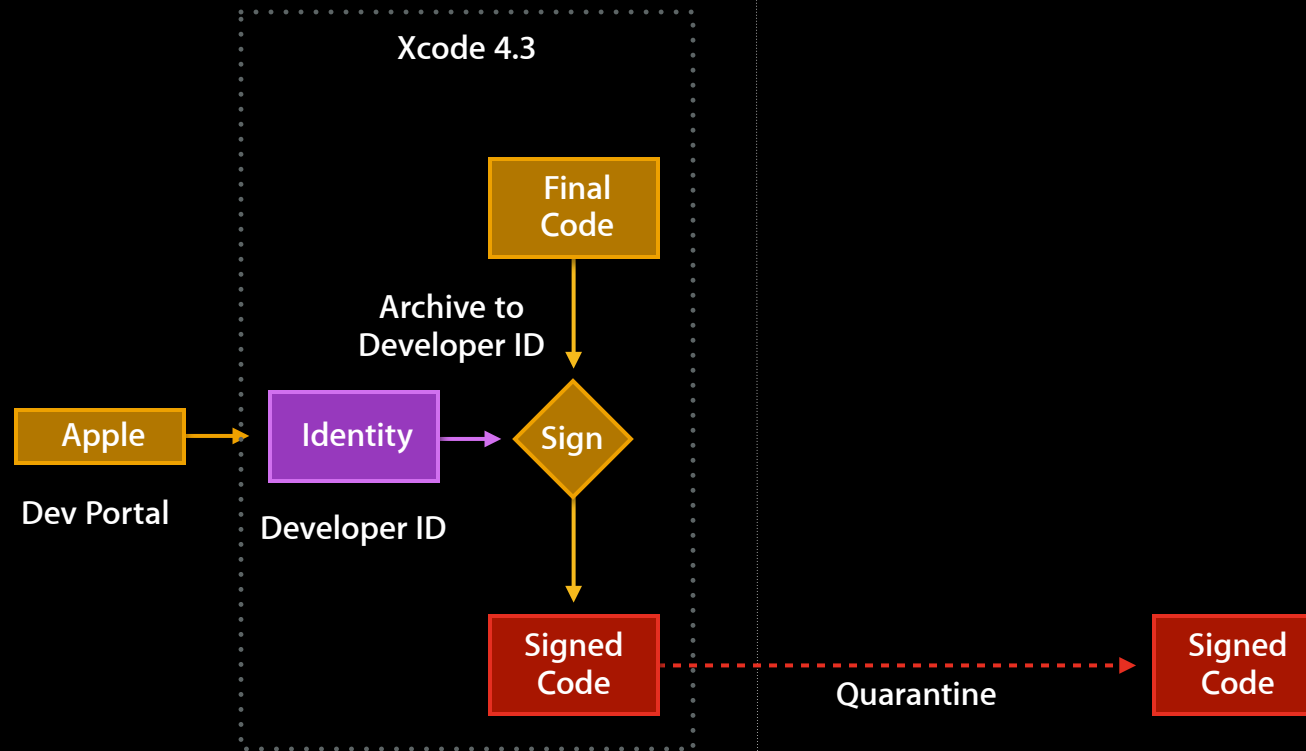 Xcode 4.3
Final
Code
Archive to
Developer ID
Apple
Identity
Sign
Dev Portal
Developer ID
Signed
Code
Quarantine
Signed
Code